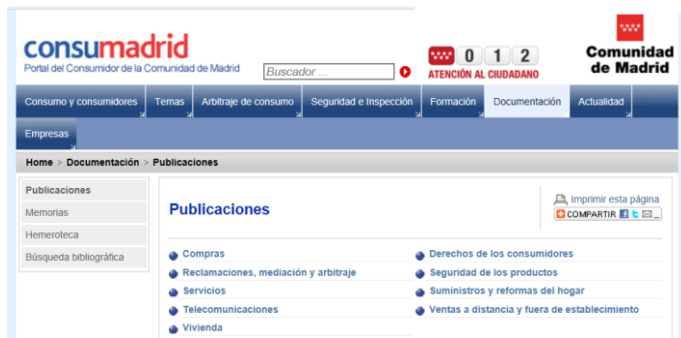 consumadrid
Portal del Consumidor de la Comunidad de Madrid
Buscador ...
012
ATENCIÓN AL CIUDADANO
Comunidad
de Madrid
Consumo y consumidores Temas Arbitraje de consumo Seguridad e Inspección Formación Documentación Actualidad
Empresas
Home > Documentación > Publicaciones
Publicaciones
Memorias
Hemeroteca
Búsqueda bibliográfica
Publicaciones
Imprimir esta página
COMPARTIR
Compras
Reclamaciones, mediación y arbitraje
Servicios
Telecomunicaciones
Vivienda
Derechos de los consumidores
Seguridad de los productos
Suministros y reformas del hogar
Ventas a distancia y fuera de establecimiento